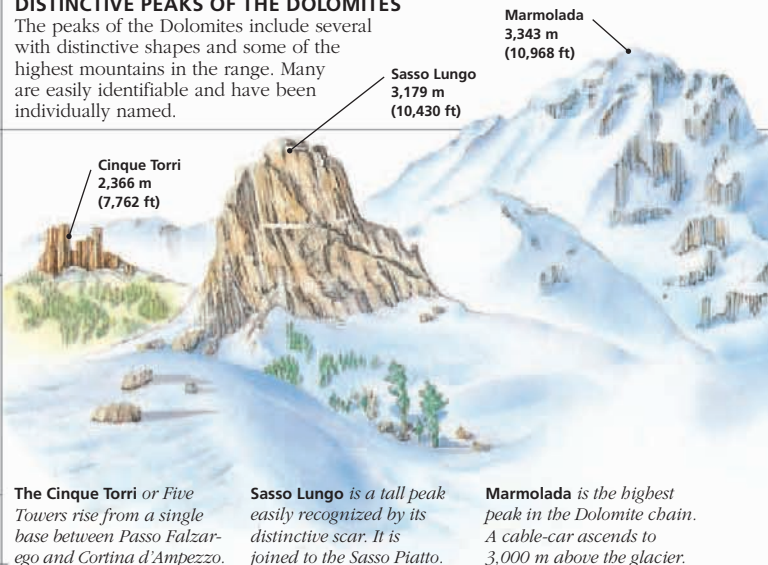 DISTINCTIVE PEAKS OF THE DOLOMITES
The peaks of the Dolomites include several
with distinctive shapes and some of the
highest mountains in the range. Many
are easily identifiable and have been
individually named.
Marmolada
3,343 m
(10,968 ft)
Sasso Lungo
3,179 m
(10,430 ft)
Cinque Torri
2,366 m
(7,762 ft)
The Cinque Torri or Five
Towers rise from a single
base between Passo Falzar-
ego and Cortina d'Ampezzo.
Sasso Lungo is a tall peak
easily recognized by its
distinctive scar. It is
joined to the Sasso Piatto.
Marmolada is the highest
peak in the Dolomite chain.
A cable-car ascends to
3,000 m above the glacier.